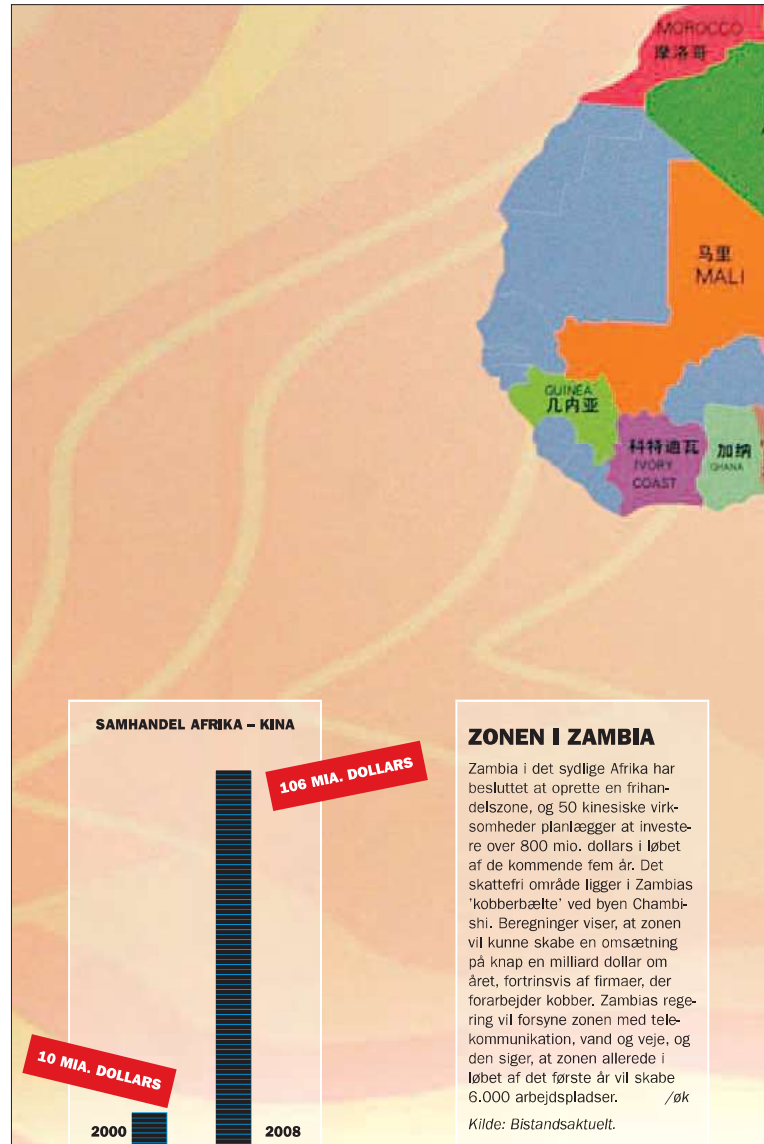 MOROCCO
摩洛哥
马里
MALI
GUINEA
几内亚
科特迪瓦
IVORY
COAST
加纳
GHANA
SAMHANDEL AFRIKA – KINA
106 MIA. DOLLARS
10 MIA. DOLLARS
2000
2008
ZONEN I ZAMBIA
Zambia i det sydlige Afrika har
besluttet at oprette en frihan-
delszone, og 50 kinesiske virk-
somheder planlægger at investe-
re over 800 mio. dollars i løbet
af de kommende fem år. Det
skattefri område ligger i Zambias
'kobberbælte' ved byen Chambi-
shi. Beregninger viser, at zonen
vil kunne skabe en omsætning
på knap en milliard dollar om
året, fortrinsvis af firmaer, der
forarbejder kobber. Zambias rege-
ring vil forsyne zonen med tele-
kommunikation, vand og veje, og
den siger, at zonen allerede i
løbet af det første år vil skabe
6.000 arbejdspladser. /øk
Kilde: Bistandsaktuelt.